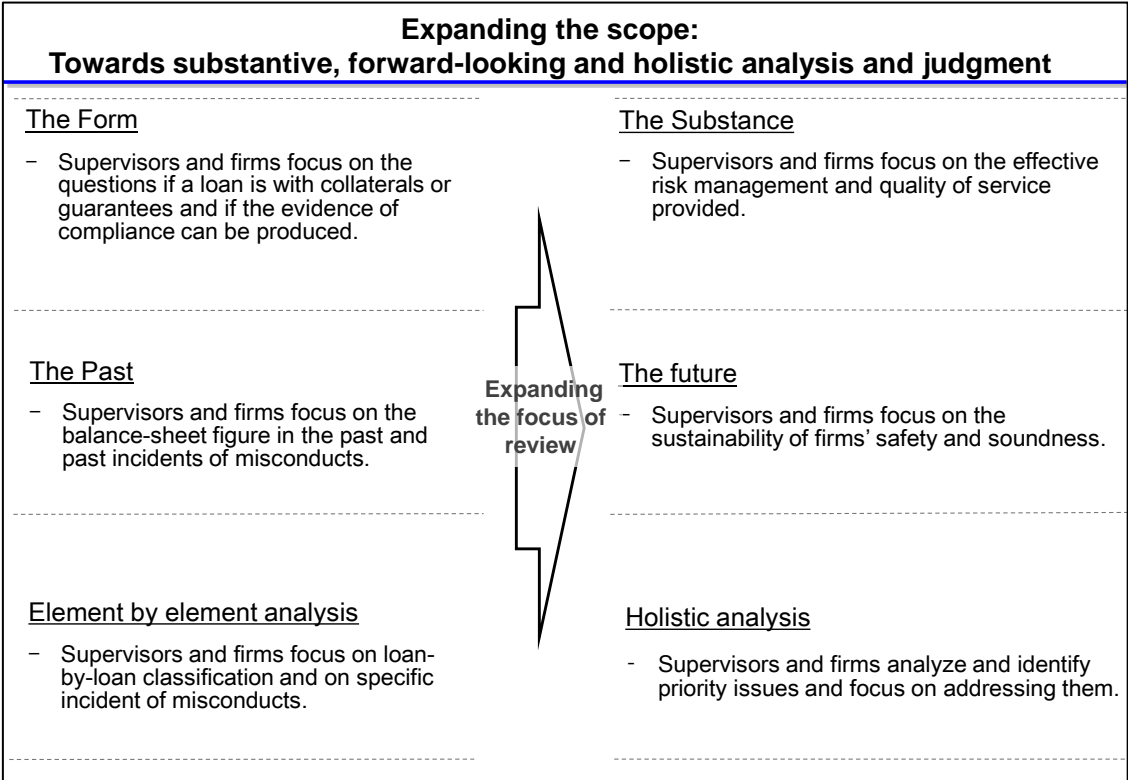 Expanding the scope:
Towards substantive, forward-looking and holistic analysis and judgment
The Form
− Supervisors and firms focus on the
questions if a loan is with collaterals or
guarantees and if the evidence of
compliance can be produced.
The Substance
− Supervisors and firms focus on the effective
risk management and quality of service
provided.
The Past
− Supervisors and firms focus on the
balance-sheet figure in the past and
past incidents of misconducts.
Expanding
the focus of
review
The future
- Supervisors and firms focus on the
sustainability of firms’ safety and soundness.
Element by element analysis
− Supervisors and firms focus on loan-
by-loan classification and on specific
incident of misconducts.
Holistic analysis
- Supervisors and firms analyze and identify
priority issues and focus on addressing them.